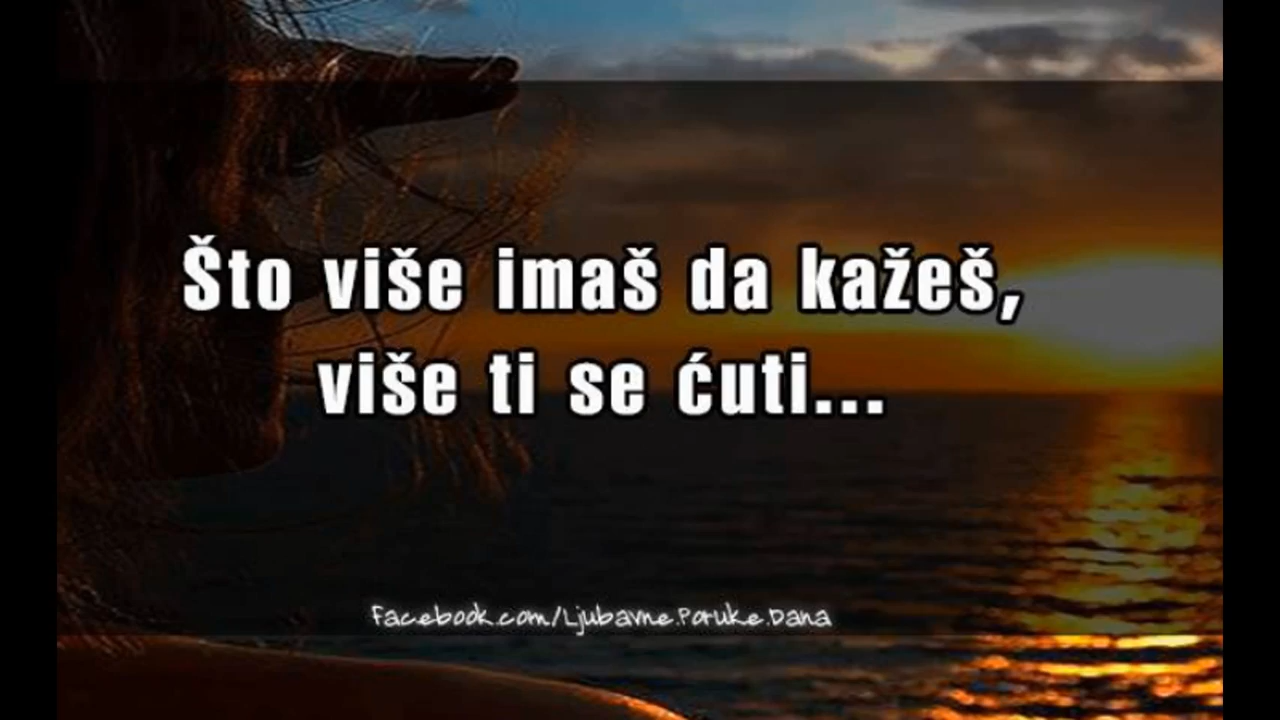 Što više imaš da kažeš,
više ti se ćuti...
facebook.com/Ljubavne.Poruke.Dana